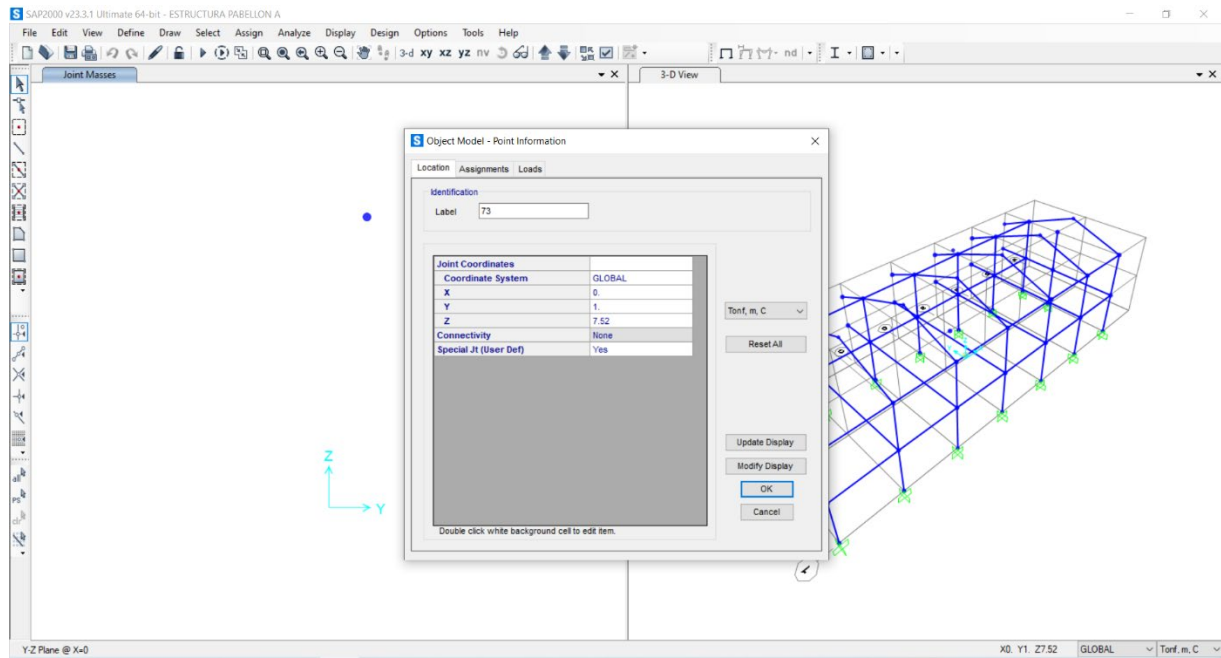 SAP2000 v23.3.1 Ultimate 64-bit - ESTRUCTURA PABELLON A
File Edit View Define Draw Select Assign Analyze Display Design Options Tools Help
3-d xy xz yz nv
nd
Joint Masses
3-D View
Object Model - Point Information
Location Assignments Loads
Identification
Label 73
Joint Coordinates
Coordinate System GLOBAL
X 0.
Y 1.
Z 7.52
Connectivity None
Special Jt (User Def) Yes
Tonf, m, C
Reset All
Update Display
Modify Display
OK
Cancel
Double click white background cell to edit item.
Z
Y
all
PS
clr
Y-Z Plane @ X=0
X0. Y1. Z7.52 GLOBAL Tonf, m, C